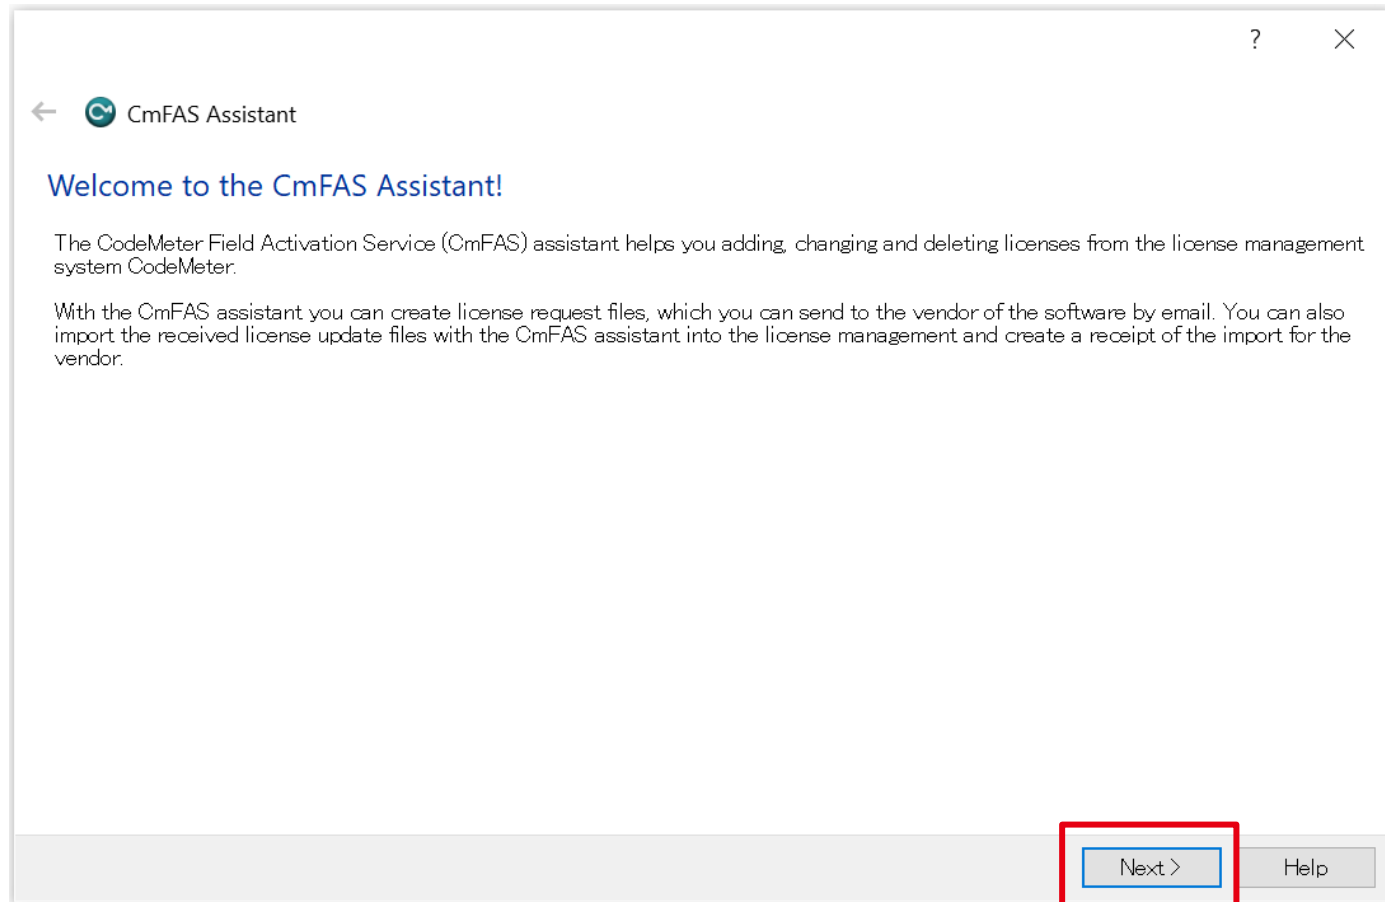 ?
CmFAS Assistant
Welcome to the CmFAS Assistant!
The CodeMeter Field Activation Service (CmFAS) assistant helps you adding, changing and deleting licenses from the license management
system CodeMeter.
With the CmFAS assistant you can create license request files, which you can send to the vendor of the software by email. You can also
import the received license update files with the CmFAS assistant into the license management and create a receipt of the import for the
vendor.
Next >
Help